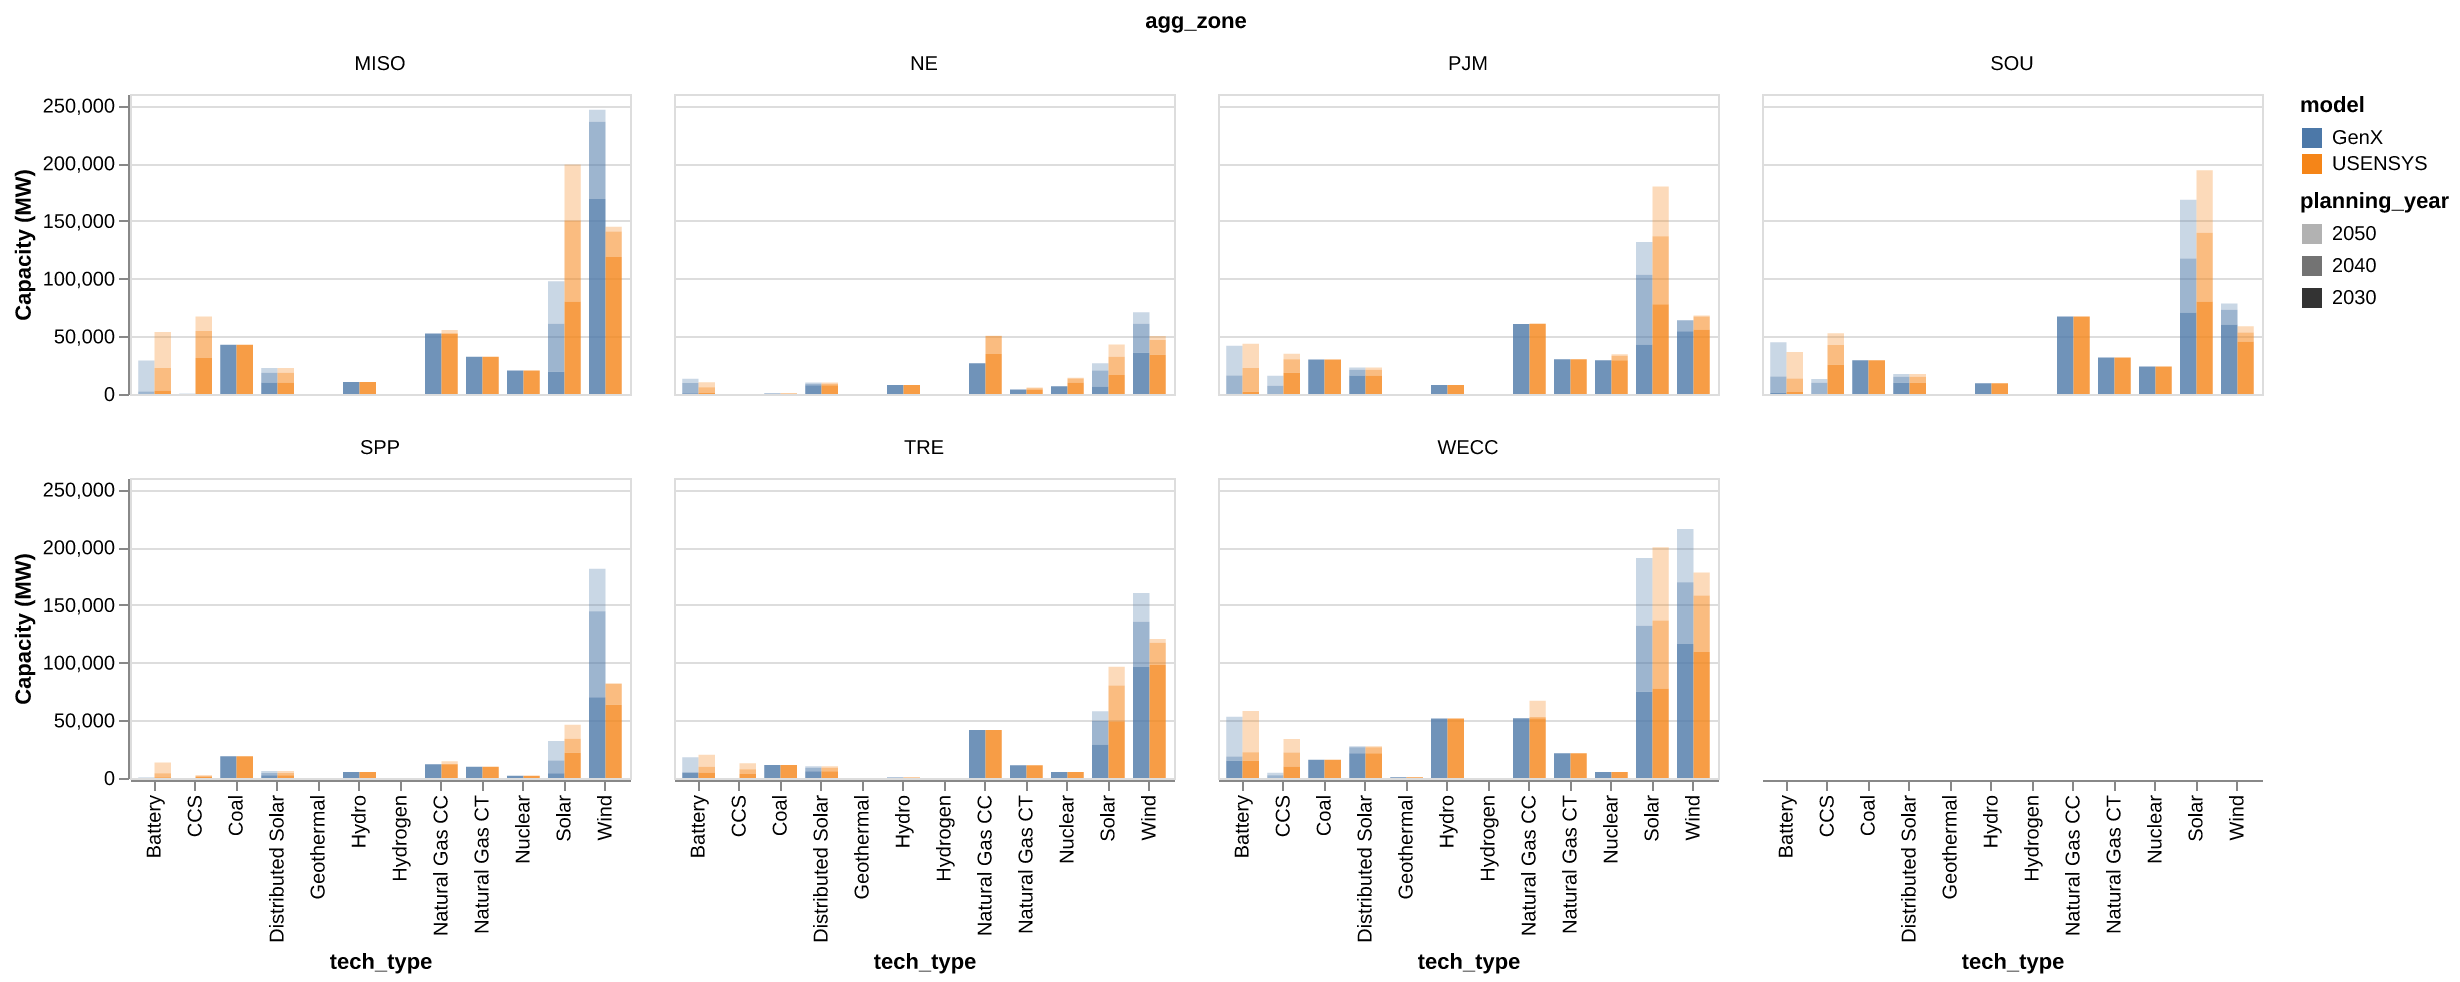 agg_zone
MISO
NE
PJM
SOU
Capacity (MW)
250,000
200,000
150,000
100,000
50,000
0
model
GenX
USENSYS
planning_year
2050
2040
2030
SPP
TRE
WECC
Capacity (MW)
250,000
200,000
150,000
100,000
50,000
0
Battery
CCS
Coal
Distributed Solar
Geothermal
Hydro
Hydrogen
Natural Gas CC
Natural Gas CT
Nuclear
Solar
Wind
Battery
CCS
Coal
Distributed Solar
Geothermal
Hydro
Hydrogen
Natural Gas CC
Natural Gas CT
Nuclear
Solar
Wind
Battery
CCS
Coal
Distributed Solar
Geothermal
Hydro
Hydrogen
Natural Gas CC
Natural Gas CT
Nuclear
Solar
Wind
Battery
CCS
Coal
Distributed Solar
Geothermal
Hydro
Hydrogen
Natural Gas CC
Natural Gas CT
Nuclear
Solar
Wind
tech_type
tech_type
tech_type
tech_type